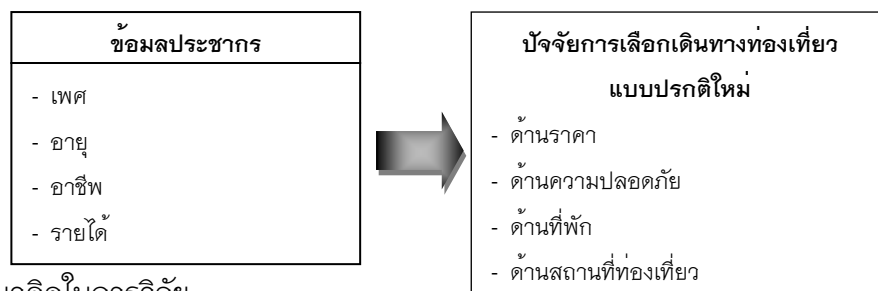 ข้อมูลประชากร
- เพศ
- อายุ
- อาชีพ
- รายได้
ปัจจัยการเลือกเดินทางท่องเที่ยว
แบบปรกติใหม่
- ด้านราคา
- ด้านความปลอดภัย
- ด้านที่พัก
- ด้านสถานที่ท่องเที่ยว